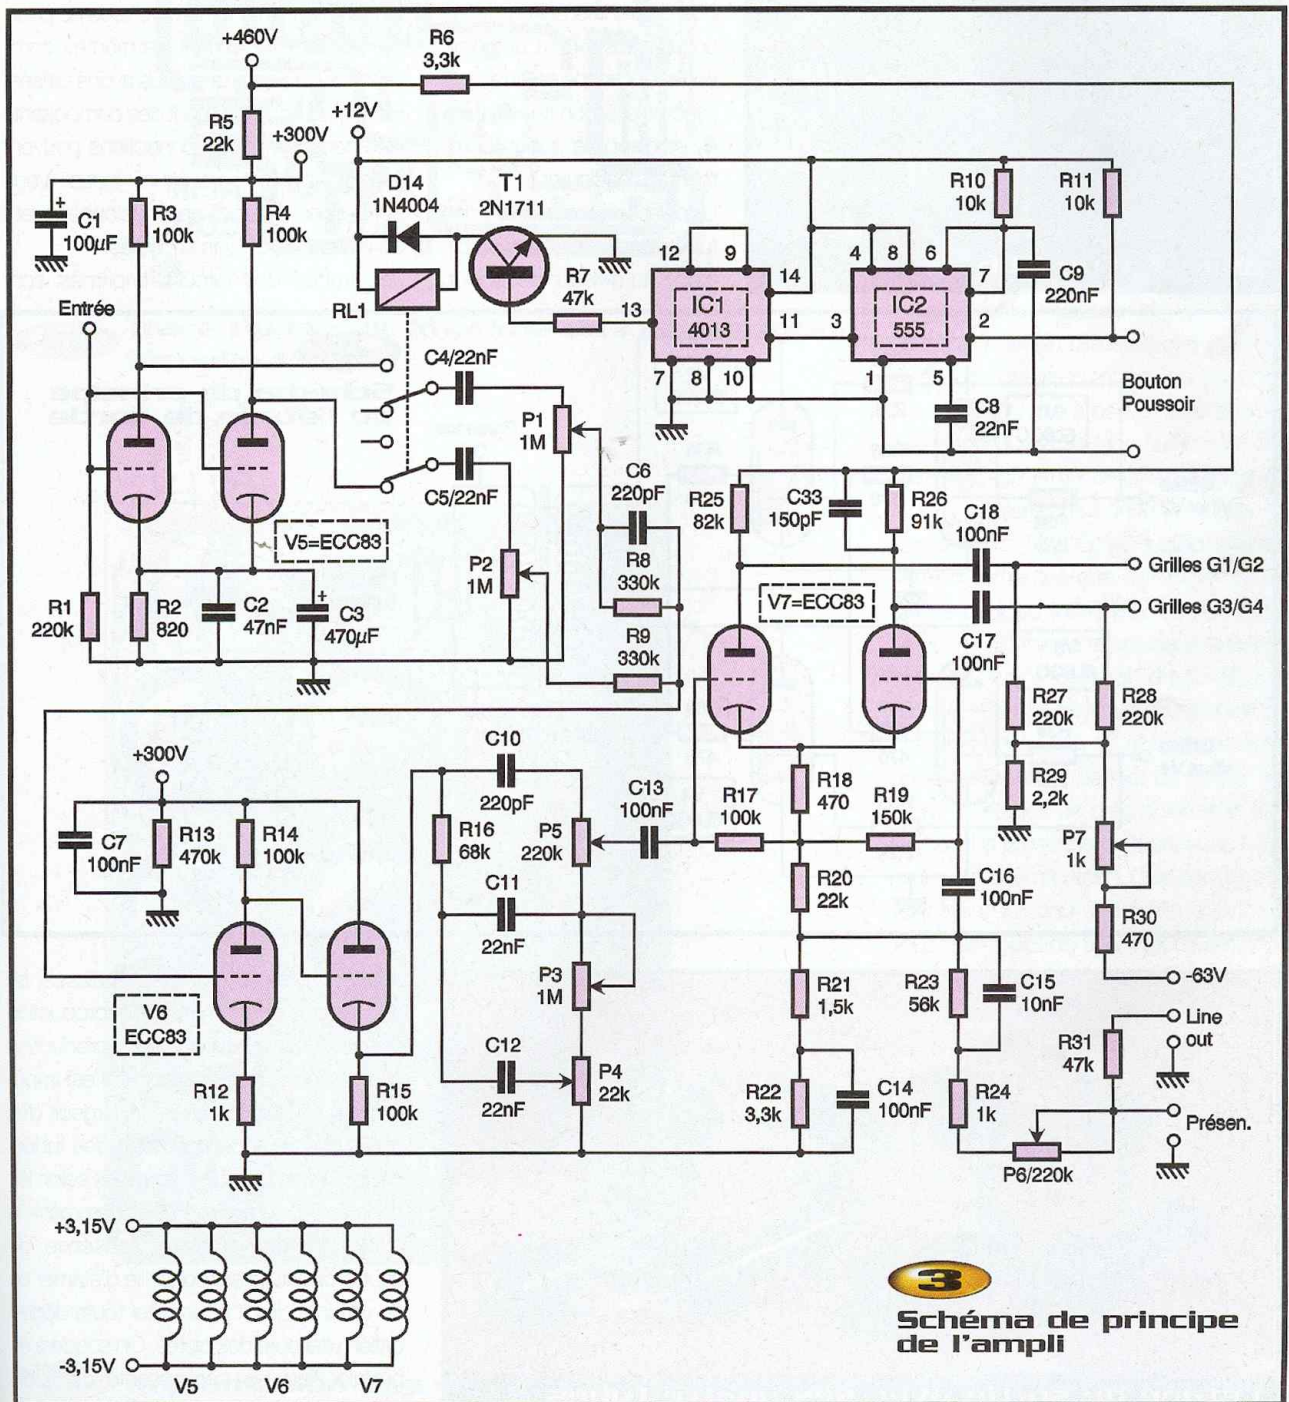 +460V
R6
3,3k
R5
22k
+300V
+12V
C1
100µF
R3
100k
R4
100k
D14
1N4004
T1
2N1711
R10
10k
R11
10k
Entrée
RL1
R7
47k
13
12
9
14
IC1
4013
11
7
8
10
4
8
6
3
IC2
555
7
2
1
5
C9
220nF
C8
22nF
Bouton
Poussoir
C4/22nF
P1
1M
C5/22nF
C6
220pF
R8
330k
R9
330k
P2
1M
V5=ECC83
R1
220k
R2
820
C2
47nF
C3
470µF
R25
82k
C33
150pF
R26
91k
C18
100nF
Grilles G1/G2
V7=ECC83
Grilles G3/G4
C17
100nF
R27
220k
R28
220k
R29
2,2k
P7
1k
R30
470
-63V
+300V
C7
100nF
R13
470k
R14
100k
V6
ECC83
R12
1k
R15
100k
C10
220pF
R16
68k
P5
220k
C13
100nF
R17
100k
R18
470
R19
150k
C11
22nF
P3
1M
R20
22k
C16
100nF
C12
22nF
P4
22k
R21
1,5k
R23
56k
C15
10nF
R22
3,3k
C14
100nF
R24
1k
R31
47k
Line
out
Présen.
P6/220k
+3,15V
-3,15V
V5
V6
V7
3
Schéma de principe
de l'ampli